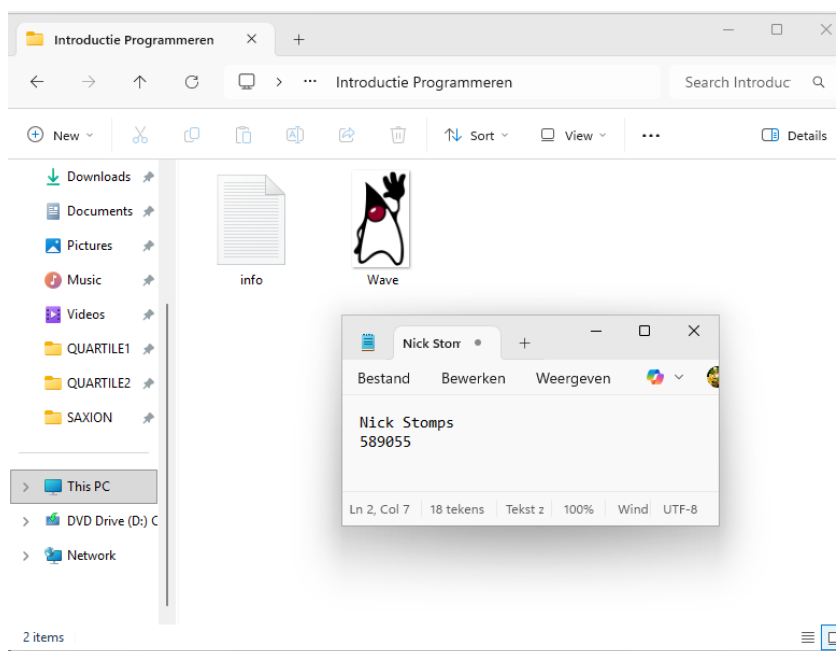 Introductie Programmeren
Introductie Programmeren
Search Introduc
New
Sort
View
Details
Downloads
Documents
Pictures
Music
Videos
QUARTILE1
QUARTILE2
SAXION
This PC
DVD Drive (D:) C
Network
info
Wave
Nick Stom
Bestand Bewerken Weergeven
Nick Stomps
589055
Ln 2, Col 7 18 tekens Tekst z 100% Wind UTF-8
2 items